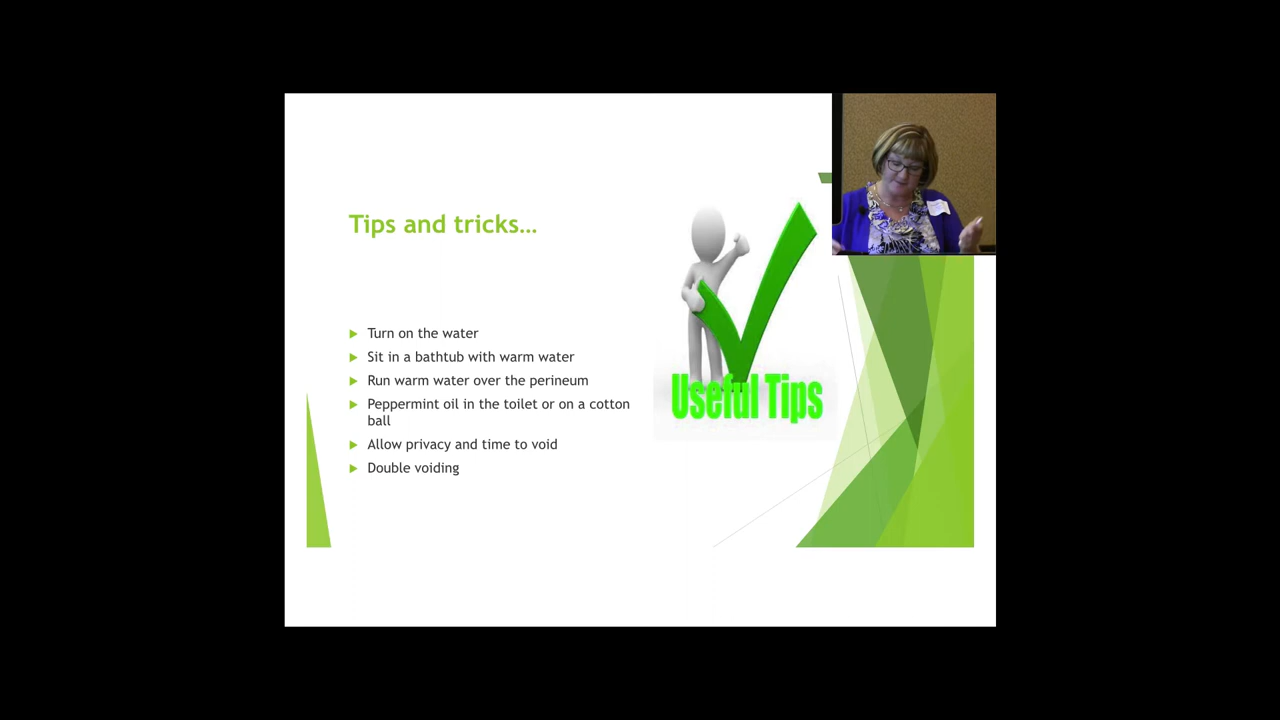 Tips and tricks...
Turn on the water
Sit in a bathtub with warm water
Run warm water over the perineum
Peppermint oil in the toilet or on a cotton
ball
Allow privacy and time to void
Double voiding
Useful Tips